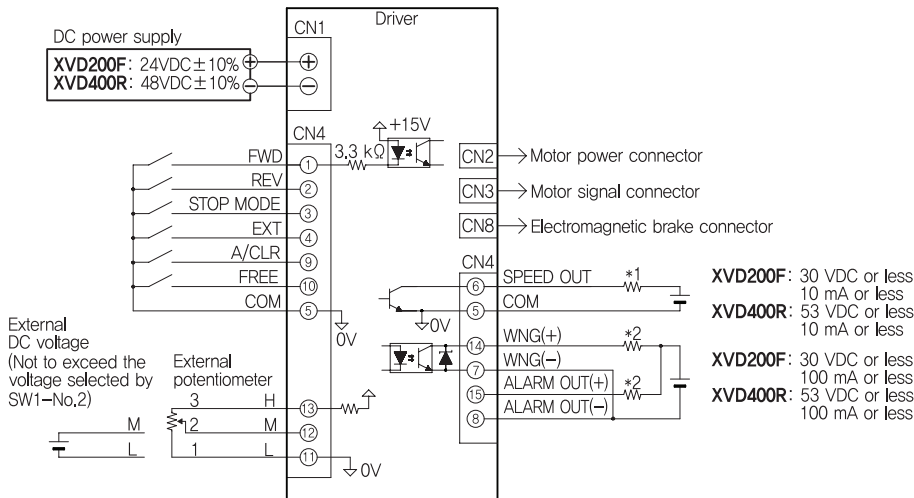 Driver
DC power supply
XVD200F: 24VDC±10%
XVD400R: 48VDC±10%
CN1
+
−
+
−
CN4
+15V
3.3 kΩ
FWD
1
REV
2
STOP MODE
3
EXT
4
A/CLR
9
FREE
10
COM
5
0V
External
DC voltage
(Not to exceed the
voltage selected by
SW1-No.2)
External
potentiometer
3 H
13
M
2 M
12
L
1 L
11
0V
CN2
Motor power connector
CN3
Motor signal connector
CN8
Electromagnetic brake connector
CN4
6
SPEED OUT
*1
5
COM
0V
14
WNG(+)
*2
7
WNG(-)
15
ALARM OUT(+)
*2
8
ALARM OUT(-)
XVD200F: 30 VDC or less
10 mA or less
XVD400R: 53 VDC or less
10 mA or less
XVD200F: 30 VDC or less
100 mA or less
XVD400R: 53 VDC or less
100 mA or less